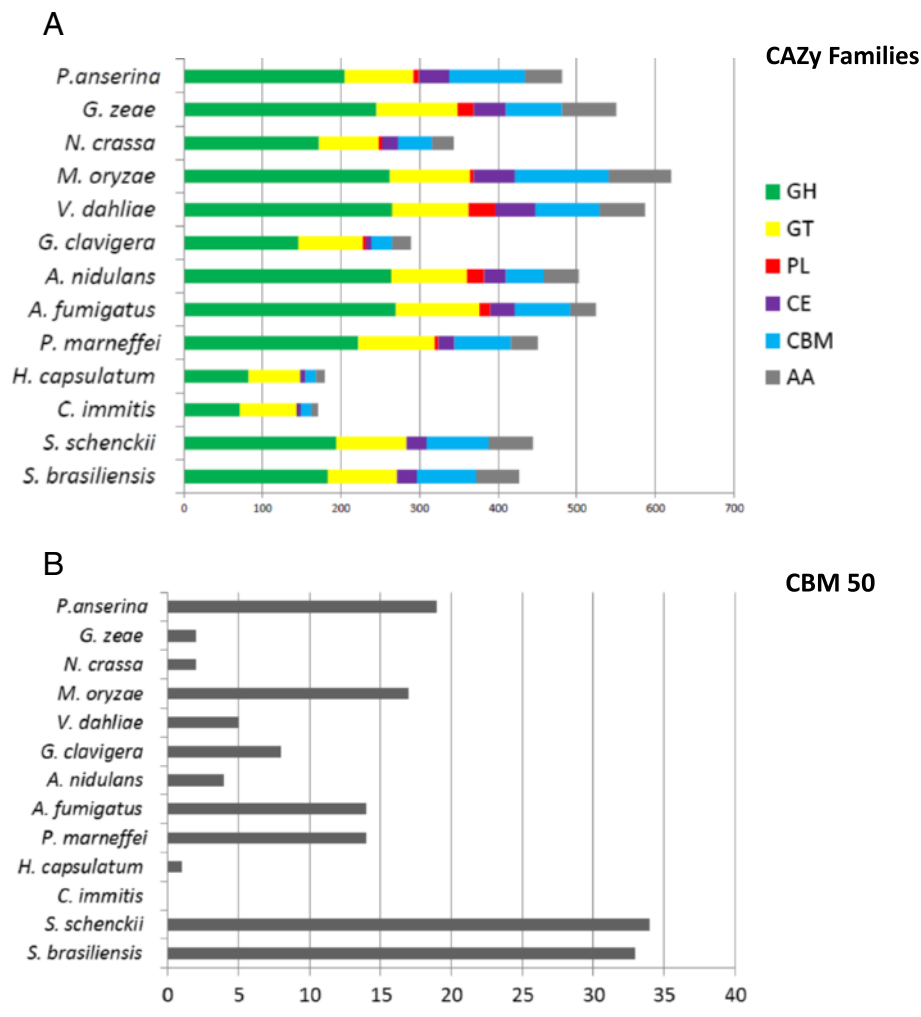 A
CAZy Families
P.anserina
G. zeae
N. crassa
M. oryzae
V. dahliae
G. clavigera
A. nidulans
A. fumigatus
P. marneffei
H. capsulatum
C. immitis
S. schenckii
S. brasiliensis
0 100 200 300 400 500 600 700
GH
GT
PL
CE
CBM
AA
B
CBM 50
P.anserina
G. zeae
N. crassa
M. oryzae
V. dahliae
G. clavigera
A. nidulans
A. fumigatus
P. marneffei
H. capsulatum
C. immitis
S. schenckii
S. brasiliensis
0 5 10 15 20 25 30 35 40